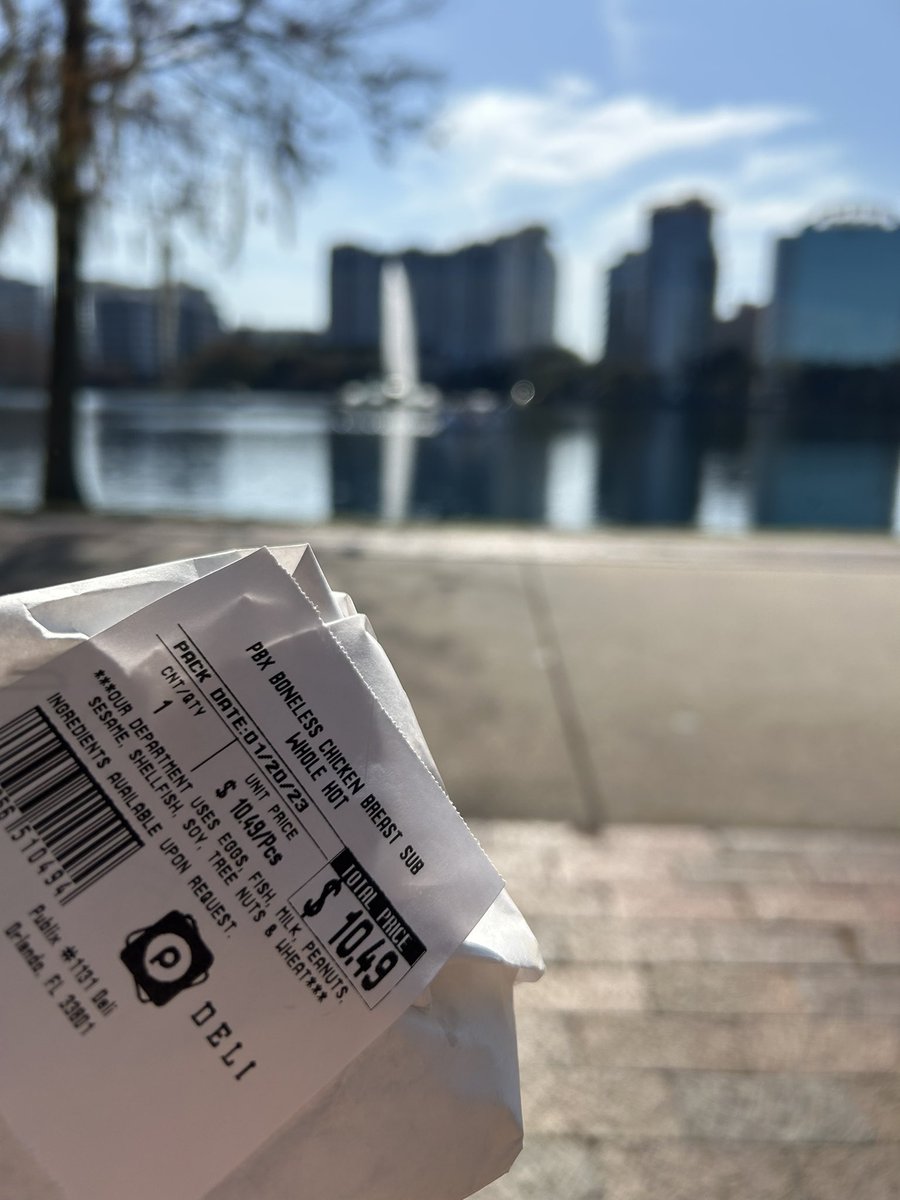 PBX BONELESS CHICKEN BREAST SUB
WHOLE HOT
PACK DATE:01/20/23
CNT/QTY
1
UNIT PRICE
$ 10.49/Pcs
TOTAL PRICE
$ 10.49
***OUR DEPARTMENT USES EGGS, FISH, MILK, PEANUTS,
SESAME, SHELLFISH, SOY, TREE NUTS & WHEAT***
INGREDIENTS AVAILABLE UPON REQUEST.
P
DELI
Publix #1131 Deli
Orlando, FL 33801